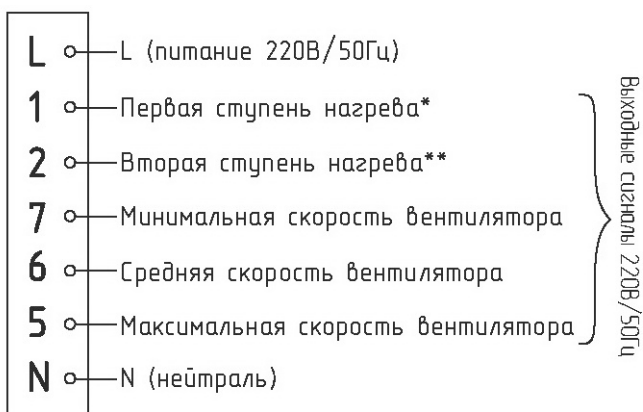 L L (питание 220В/50Гц)
1 Первая ступень нагрева*
2 Вторая ступень нагрева**
7 Минимальная скорость вентилятора
6 Средняя скорость вентилятора
5 Максимальная скорость вентилятора
N N (нейтраль)
Выходные сигналы 220В/50Гц